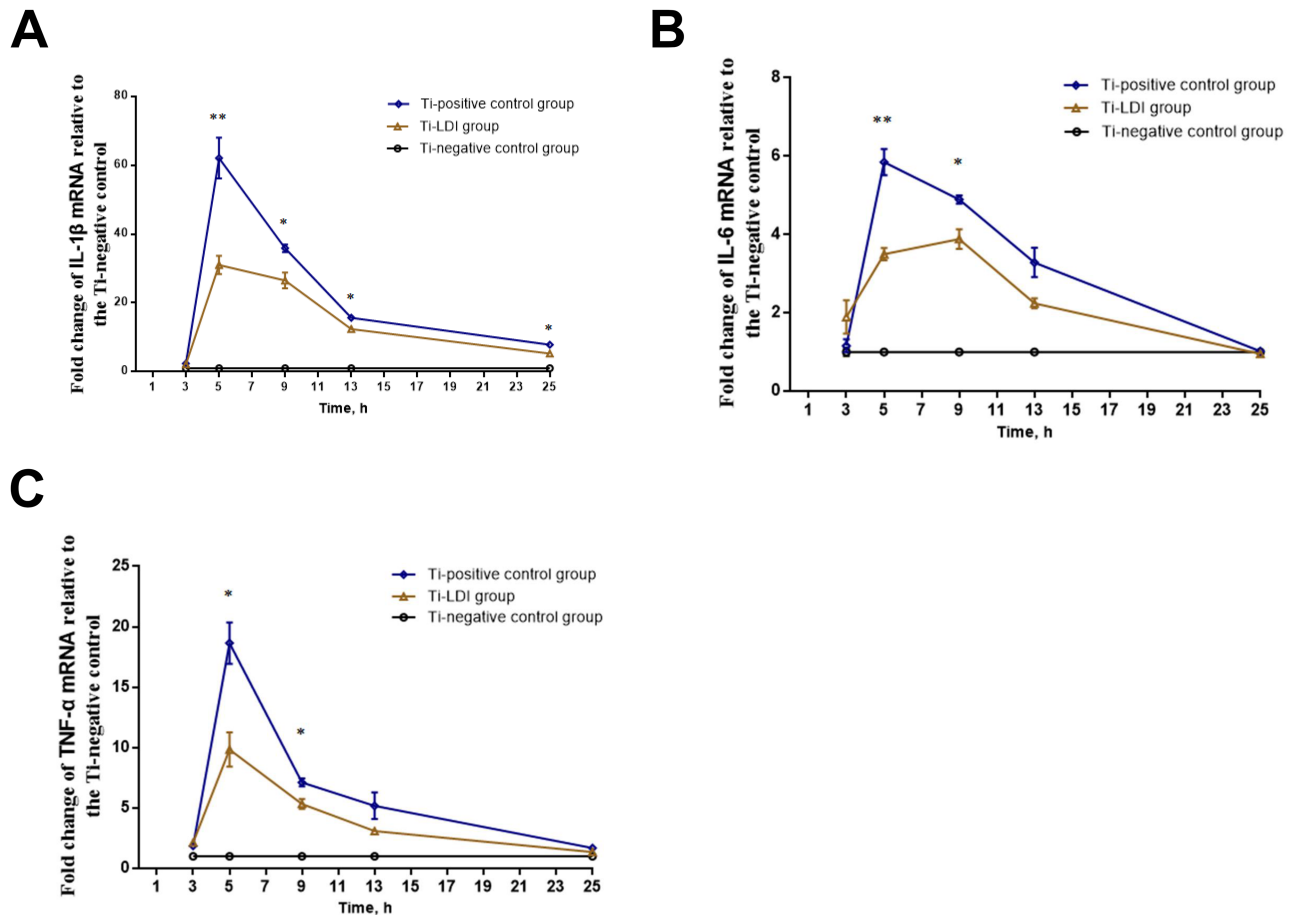 A
Fold change of IL-1β mRNA relative to
the Ti-negative control
80
60
40
20
0
**
*
*
*
Ti-positive control group
Ti-LDI group
Ti-negative control group
1 3 5 7 9 11 13 15 17 19 21 23 25
Time, h
B
Fold change of IL-6 mRNA relative to
the Ti-negative control
8
6
4
2
0
**
*
Ti-positive control group
Ti-LDI group
Ti-negative control group
1 3 5 7 9 11 13 15 17 19 21 23 25
Time, h
C
Fold change of TNF-α mRNA relative to
the Ti-negative control
25
20
15
10
5
0
*
*
Ti-positive control group
Ti-LDI group
Ti-negative control group
1 3 5 7 9 11 13 15 17 19 21 23 25
Time, h